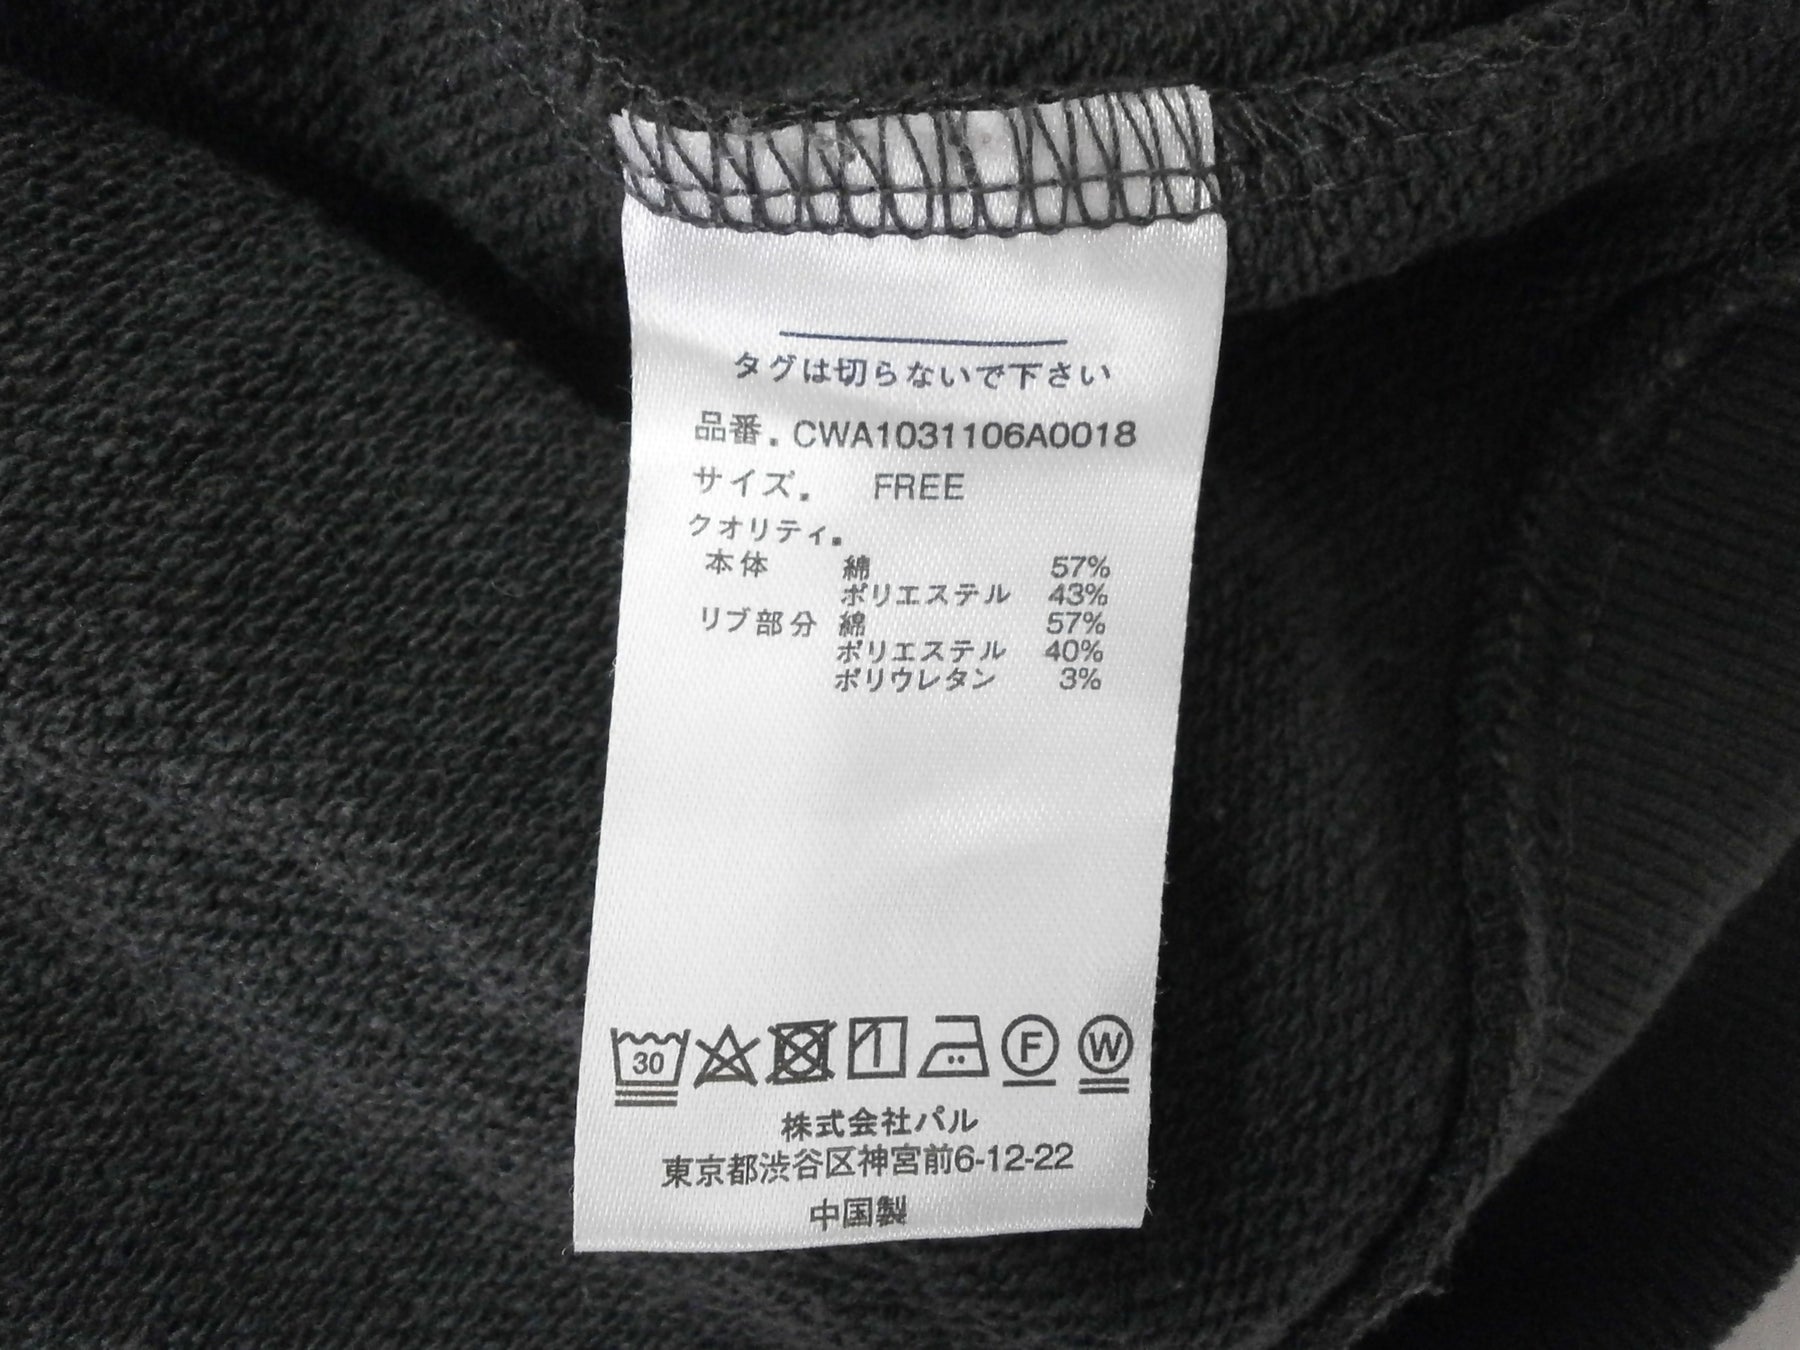 タグは切らないで下さい
品番. CWA1031106A0018
サイズ. FREE
クオリティ.
本体 綿 57%
ポリエステル 43%
リブ部分 綿 57%
ポリエステル 40%
ポリウレタン 3%
30 F W
株式会社パル
東京都渋谷区神宮前6-12-22
中国製